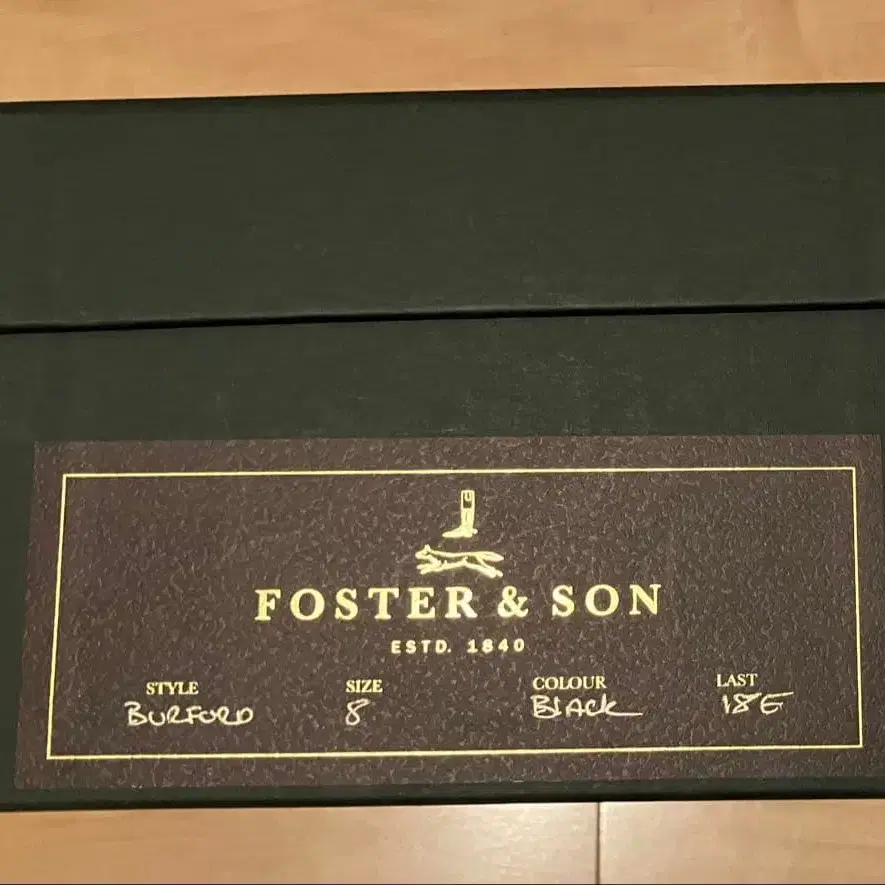 FOSTER & SON
ESTD. 1840
STYLE SIZE COLOUR LAST
BURFORD 8 BLACK 18E